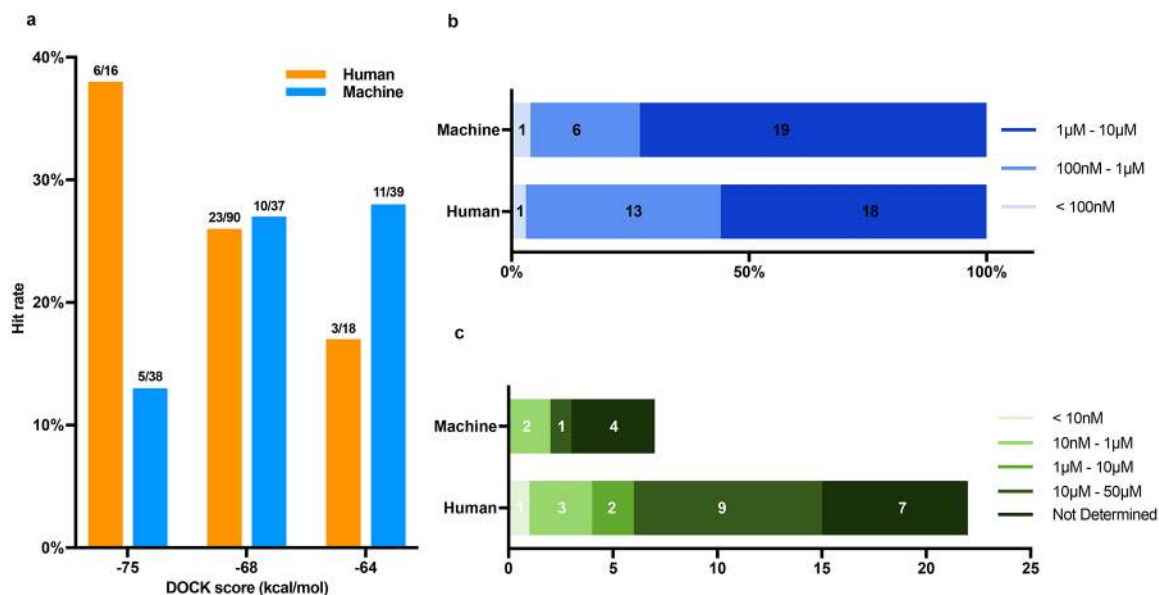 a
40%
30%
20%
10%
0%
Hit rate
6/16
5/38
23/90
10/37
3/18
11/39
Human
Machine
-75
-68
-64
DOCK score (kcal/mol)
b
Machine
1
6
19
Human
1
13
18
0%
50%
100%
1μM - 10μM
100nM - 1μM
< 100nM
c
Machine
2
1
4
Human
1
3
2
9
7
0
5
10
15
20
25
< 10nM
10nM - 1μM
1μM - 10μM
10μM - 50μM
Not Determined